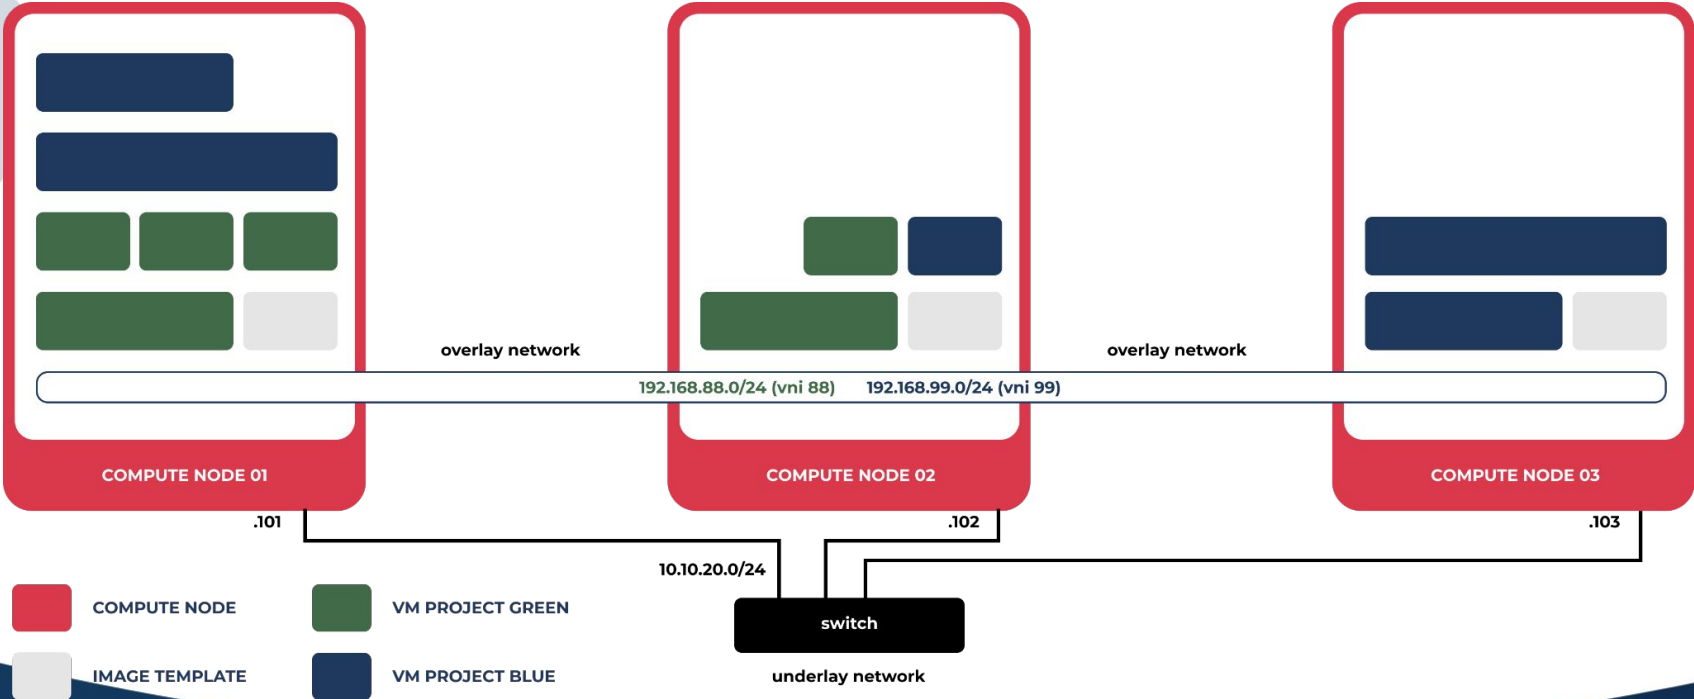 overlay network
overlay network
192.168.88.0/24 (vni 88) 192.168.99.0/24 (vni 99)
COMPUTE NODE 01
COMPUTE NODE 02
COMPUTE NODE 03
.101
.102
.103
10.10.20.0/24
switch
underlay network
COMPUTE NODE
VM PROJECT GREEN
IMAGE TEMPLATE
VM PROJECT BLUE